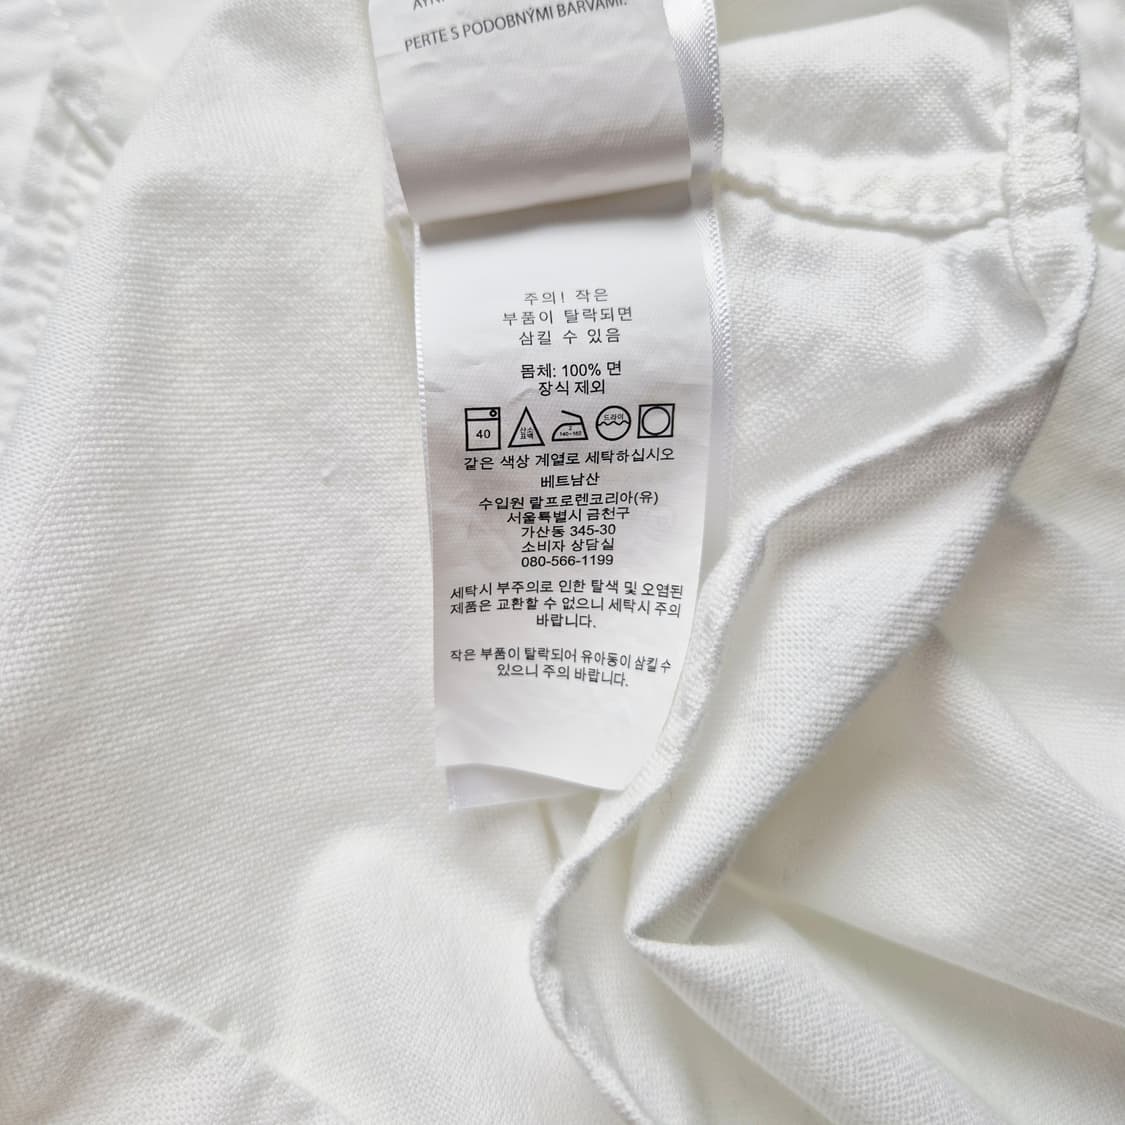 PERTE S PODOBNÝMI BARVAMI.
주의! 작은
부품이 탈락되면
삼킬 수 있음
몸체: 100% 면
장식 제외
40 산소 표백 2 140~160 드라이
같은 색상 계열로 세탁하십시오
베트남산
수입원 랄프로렌코리아(유)
서울특별시 금천구
가산동 345-30
소비자 상담실
080-566-1199
세탁시 부주의로 인한 탈색 및 오염된
제품은 교환할 수 없으니 세탁시 주의
바랍니다.
작은 부품이 탈락되어 유아동이 삼킬 수
있으니 주의 바랍니다.